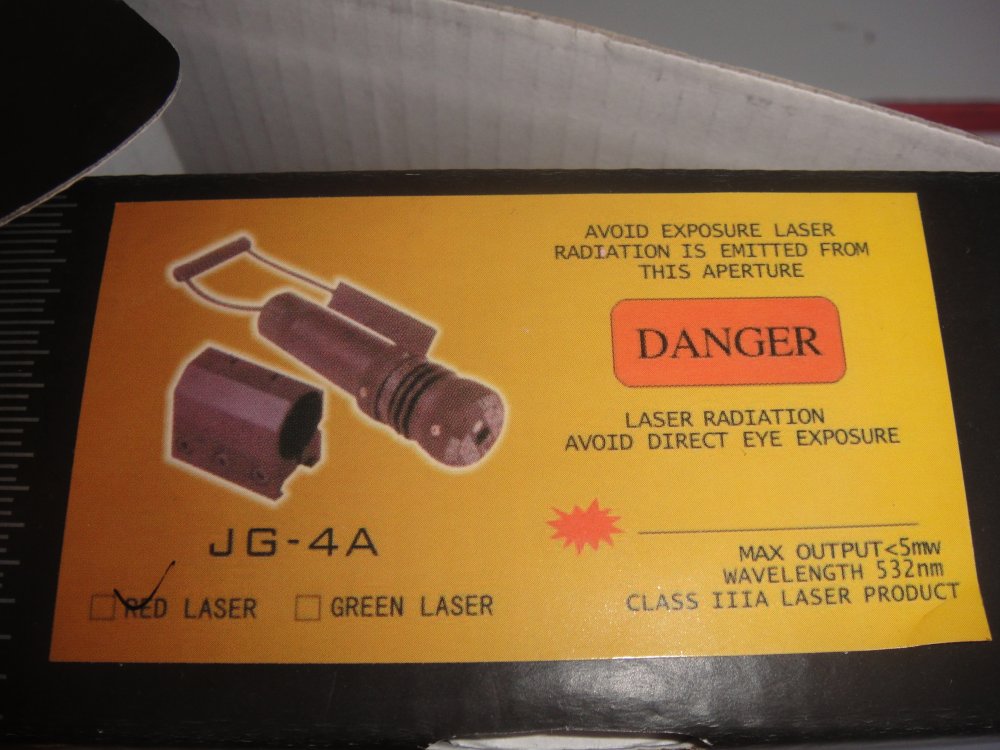 AVOID EXPOSURE LASER
RADIATION IS EMITTED FROM
THIS APERTURE
DANGER
LASER RADIATION
AVOID DIRECT EYE EXPOSURE
JG-4A
RED LASER
GREEN LASER
MAX OUTPUT<5mw
WAVELENGTH 532nm
CLASS IIIA LASER PRODUCT